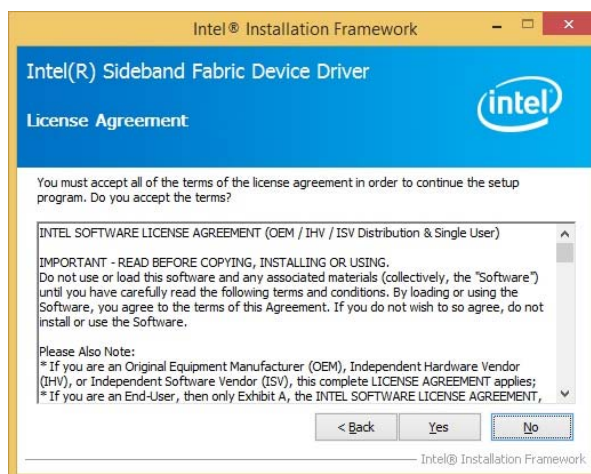 Intel® Installation Framework
Intel(R) Sideband Fabric Device Driver
License Agreement
intel
You must accept all of the terms of the license agreement in order to continue the setup
program. Do you accept the terms?
INTEL SOFTWARE LICENSE AGREEMENT (OEM / IHV / ISV Distribution & Single User)
IMPORTANT - READ BEFORE COPYING, INSTALLING OR USING.
Do not use or load this software and any associated materials (collectively, the "Software")
until you have carefully read the following terms and conditions. By loading or using the
Software, you agree to the terms of this Agreement. If you do not wish to so agree, do not
install or use the Software.
Please Also Note:
* If you are an Original Equipment Manufacturer (OEM), Independent Hardware Vendor
(IHV), or Independent Software Vendor (ISV), this complete LICENSE AGREEMENT applies;
* If you are an End-User, then only Exhibit A, the INTEL SOFTWARE LICENSE AGREEMENT,
< Back Yes No
Intel® Installation Framework